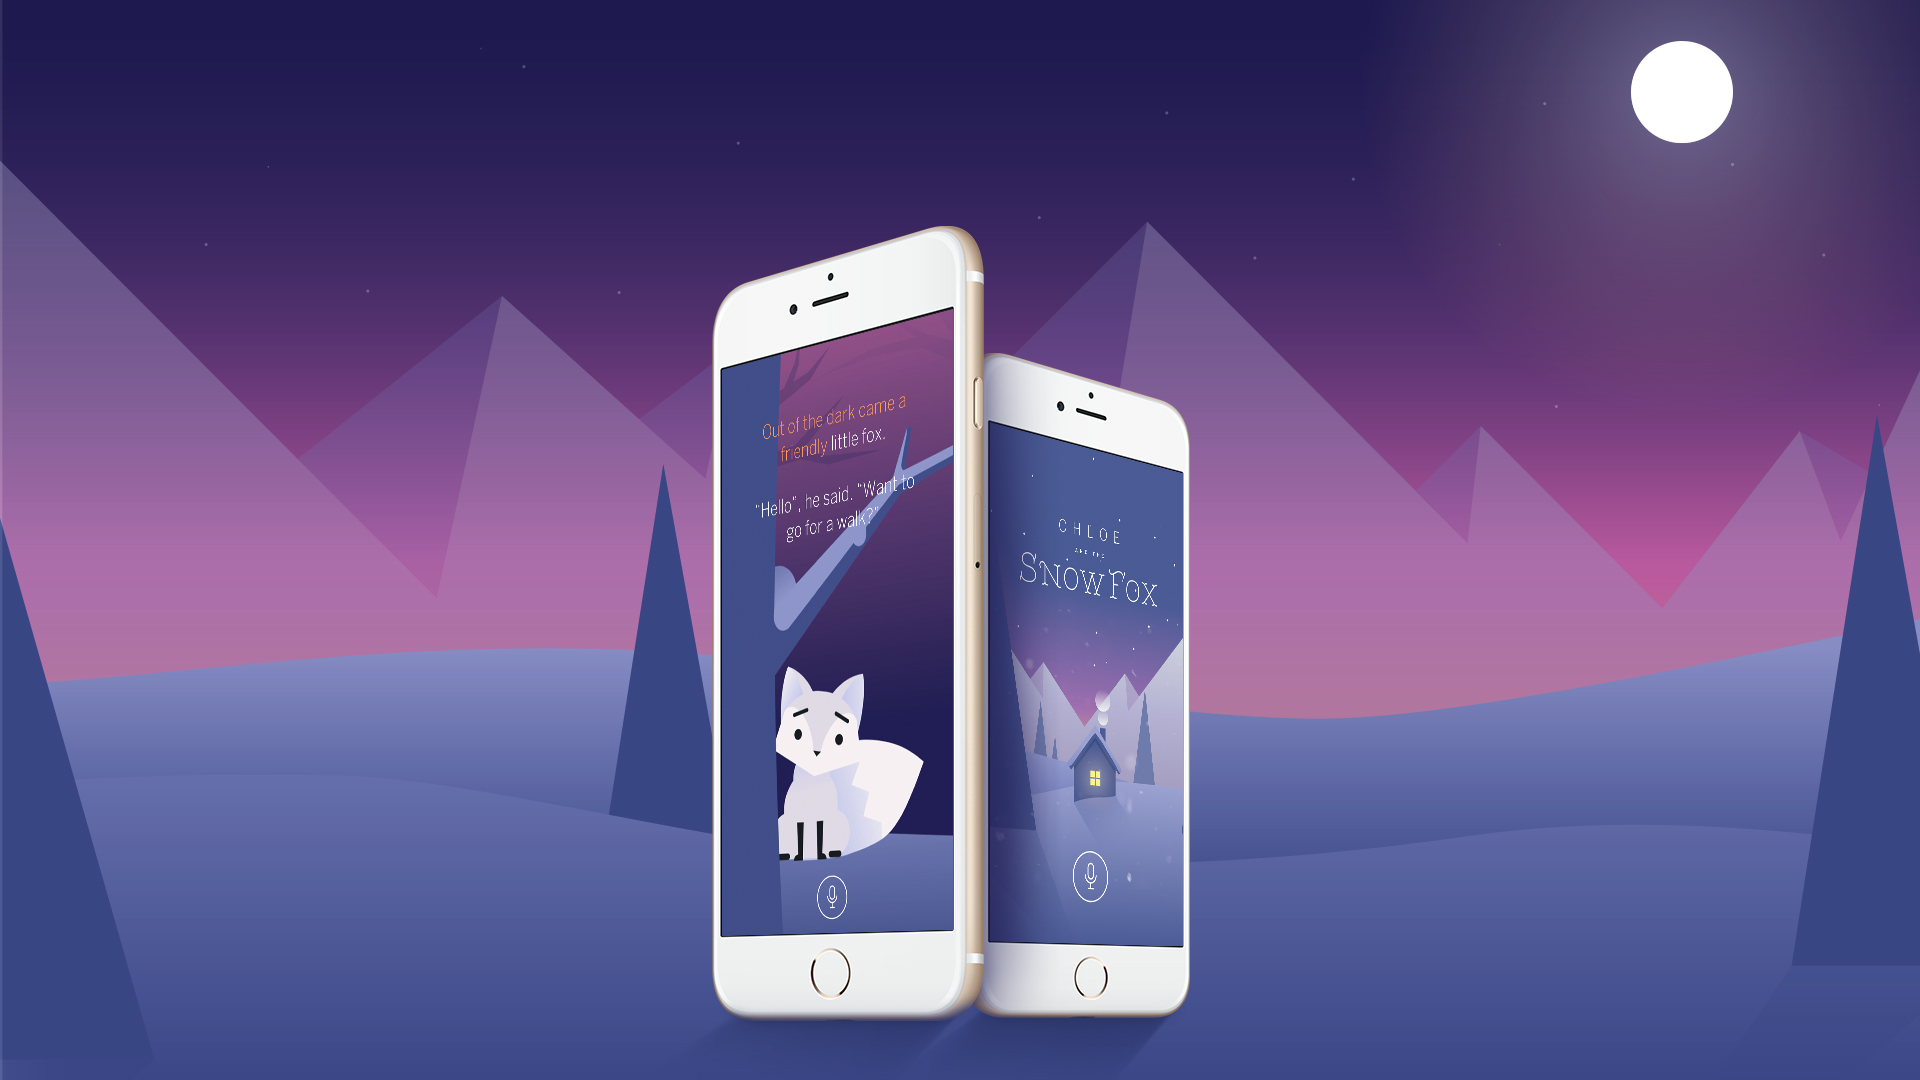 Out of the dark came a
friendly little fox.
“Hello”, he said. “Want to
go for a walk?”
CHLOE
AND THE
SNOW FOX